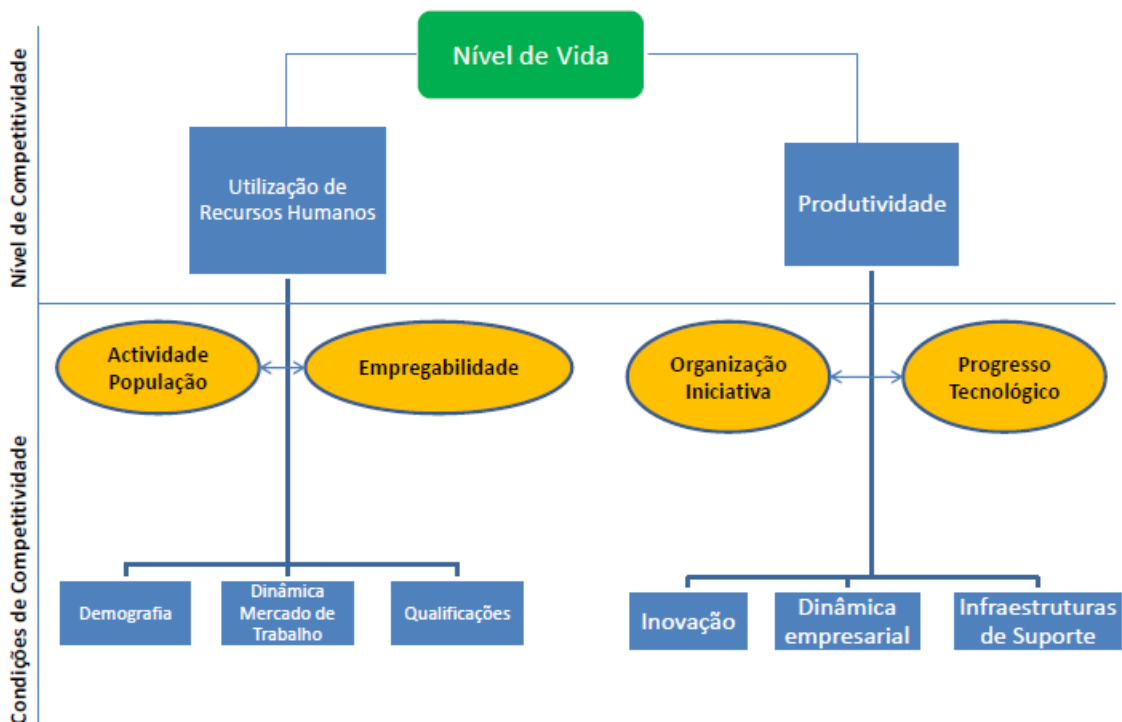 Nível de Vida
Nível de Competitividade
Utilização de
Recursos Humanos
Produtividade
Actividade
População
Empregabilidade
Organização
Iniciativa
Progresso
Tecnológico
Condições de Competitividade
Demografia
Dinâmica
Mercado de
Trabalho
Qualificações
Inovação
Dinâmica
empresarial
Infraestruturas
de Suporte